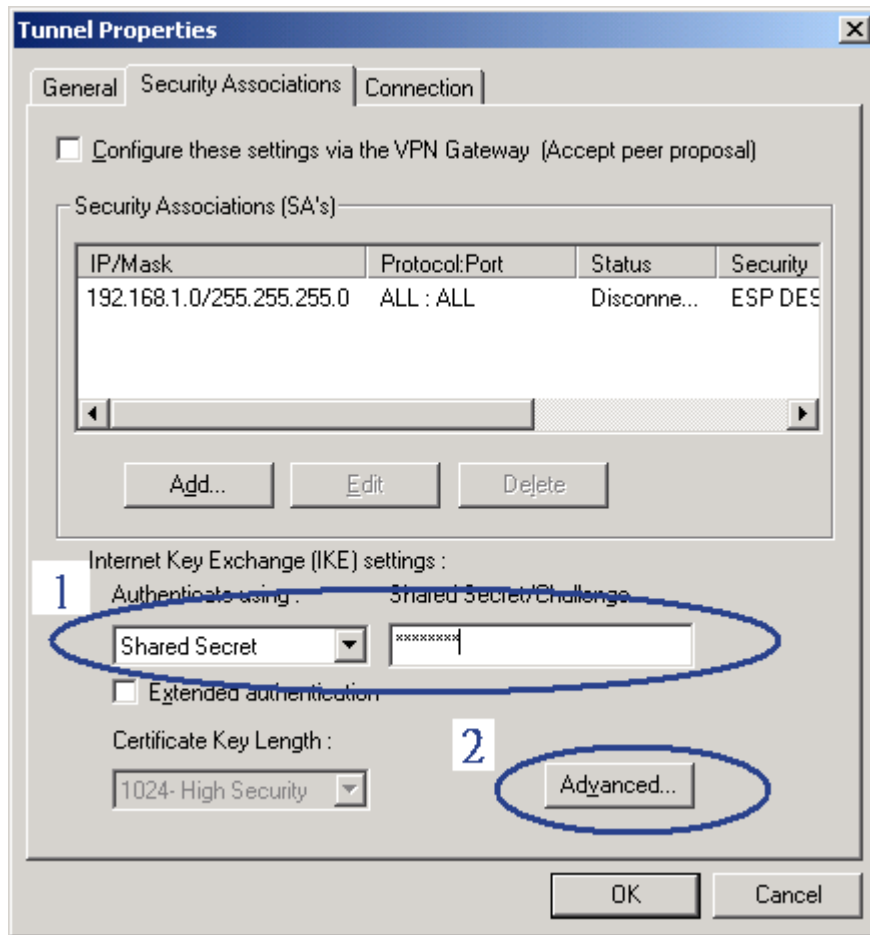 Tunnel Properties
General Security Associations Connection
Configure these settings via the VPN Gateway (Accept peer proposal)
Security Associations (SA's)
IP/Mask Protocol:Port Status Security
192.168.1.0/255.255.255.0 ALL : ALL Disconne... ESP DES
Add... Edit Delete
Internet Key Exchange (IKE) settings :
1
Authenticate using : Shared Secret/Challenge
Shared Secret ********
Extended authentication
Certificate Key Length :
2
1024- High Security
Advanced...
OK Cancel